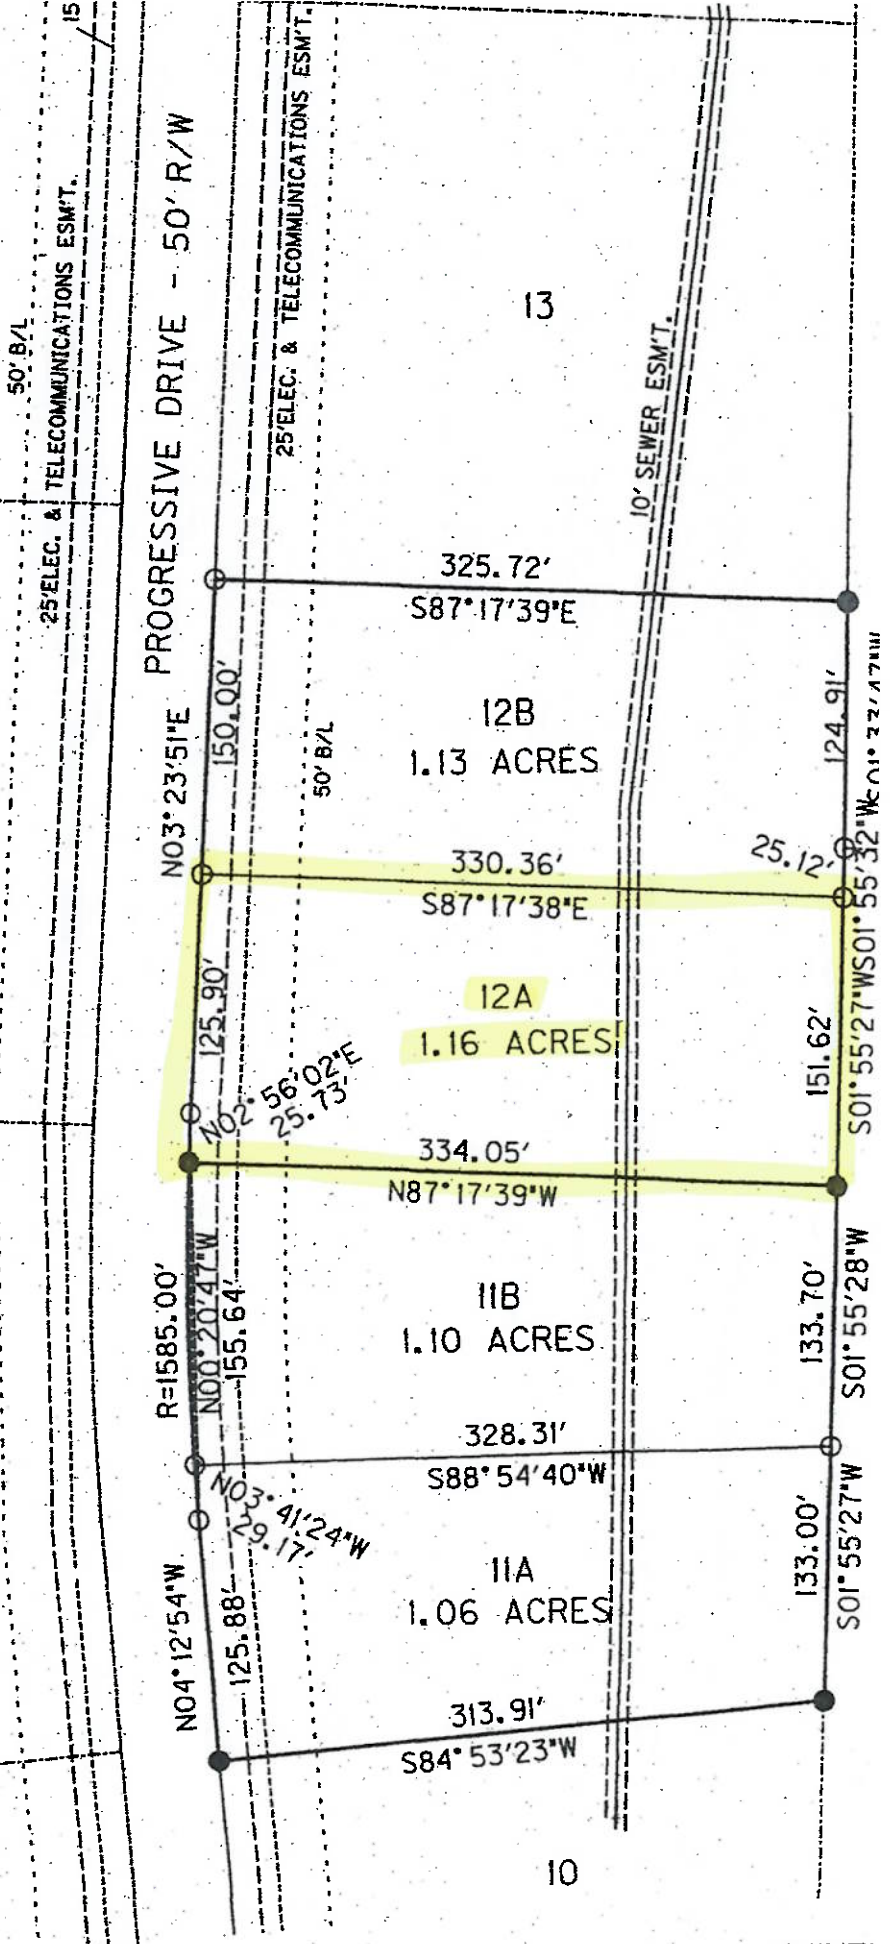 15
50' B/L
25'ELEC. & TELECOMMUNICATIONS ESM'T.
PROGRESSIVE DRIVE - 50' R/W
25'ELEC. & TELECOMMUNICATIONS ESM'T.
13
10' SEWER ESM'T.
325.72'
S87°17'39"E
N03°23'51"E
150.00'
50' B/L
12B
1.13 ACRES
124.91'
S01°33'47"W
25.12'
S01°55'32"W
330.36'
S87°17'38"E
125.90'
12A
1.16 ACRES
151.62'
S01°55'27"W
N02°56'02"E
25.73'
334.05'
N87°17'39"W
R=1585.00'
N00°20'47"W
155.64'
11B
1.10 ACRES
133.70'
S01°55'28"W
328.31'
S88°54'40"W
N03°41'24"W
29.17'
N04°12'54"W
125.88'
11A
1.06 ACRES
133.00'
S01°55'27"W
313.91'
S84°53'23"W
10